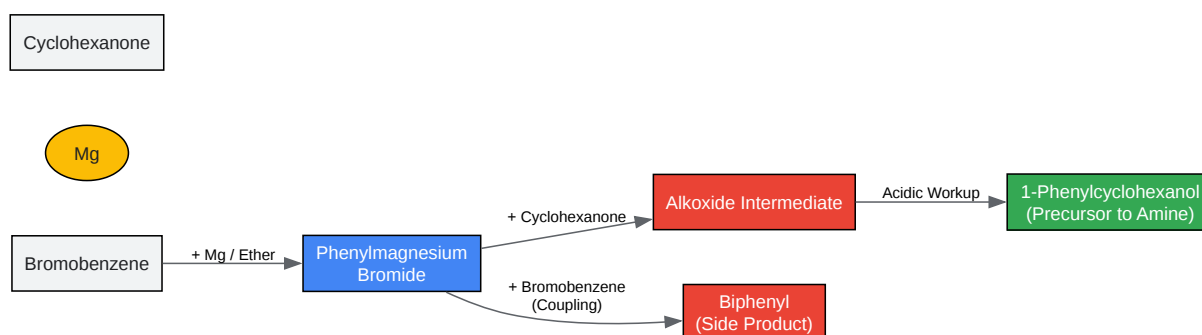 Cyclohexanone
Mg
Bromobenzene
+ Mg / Ether
Phenylmagnesium
Bromide
+ Cyclohexanone
+ Bromobenzene
(Coupling)
Alkoxide Intermediate
Biphenyl
(Side Product)
Acidic Workup
1-Phenylcyclohexanol
(Precursor to Amine)